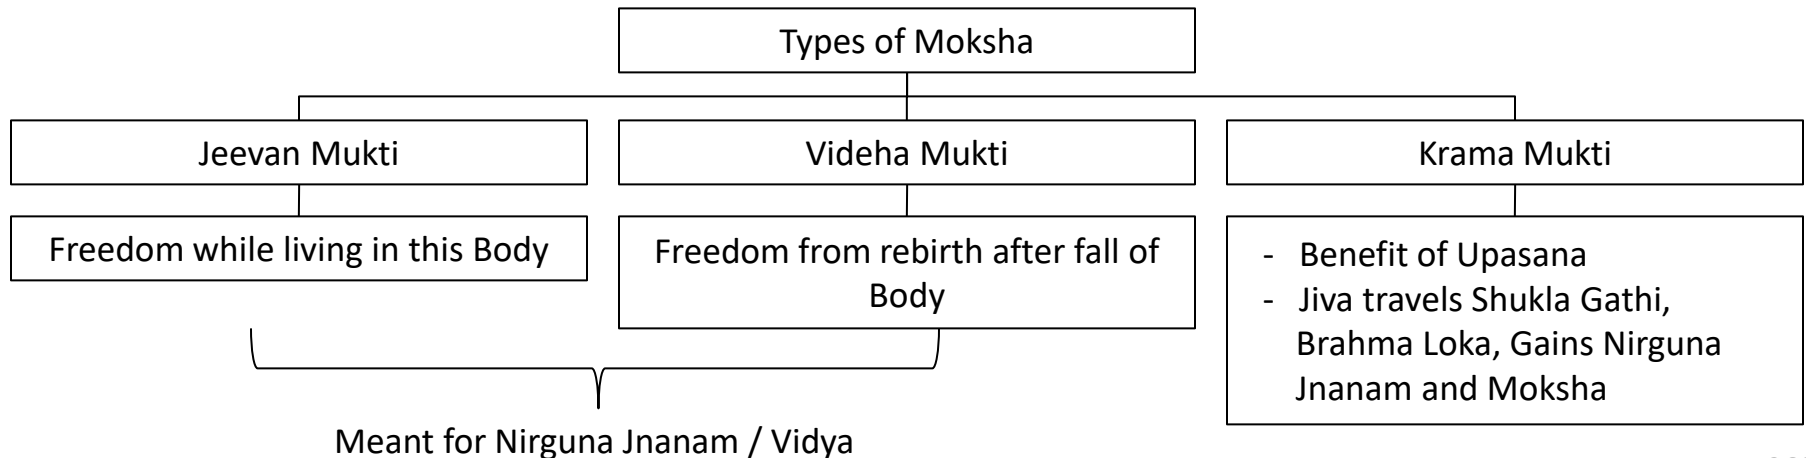 Types of Moksha
Jeevan Mukti
Videha Mukti
Krama Mukti
Freedom while living in this Body
Freedom from rebirth after fall of
Body
- Benefit of Upasana
- Jiva travels Shukla Gathi,
Brahma Loka, Gains Nirguna
Jnanam and Moksha
Meant for Nirguna Jnanam / Vidya